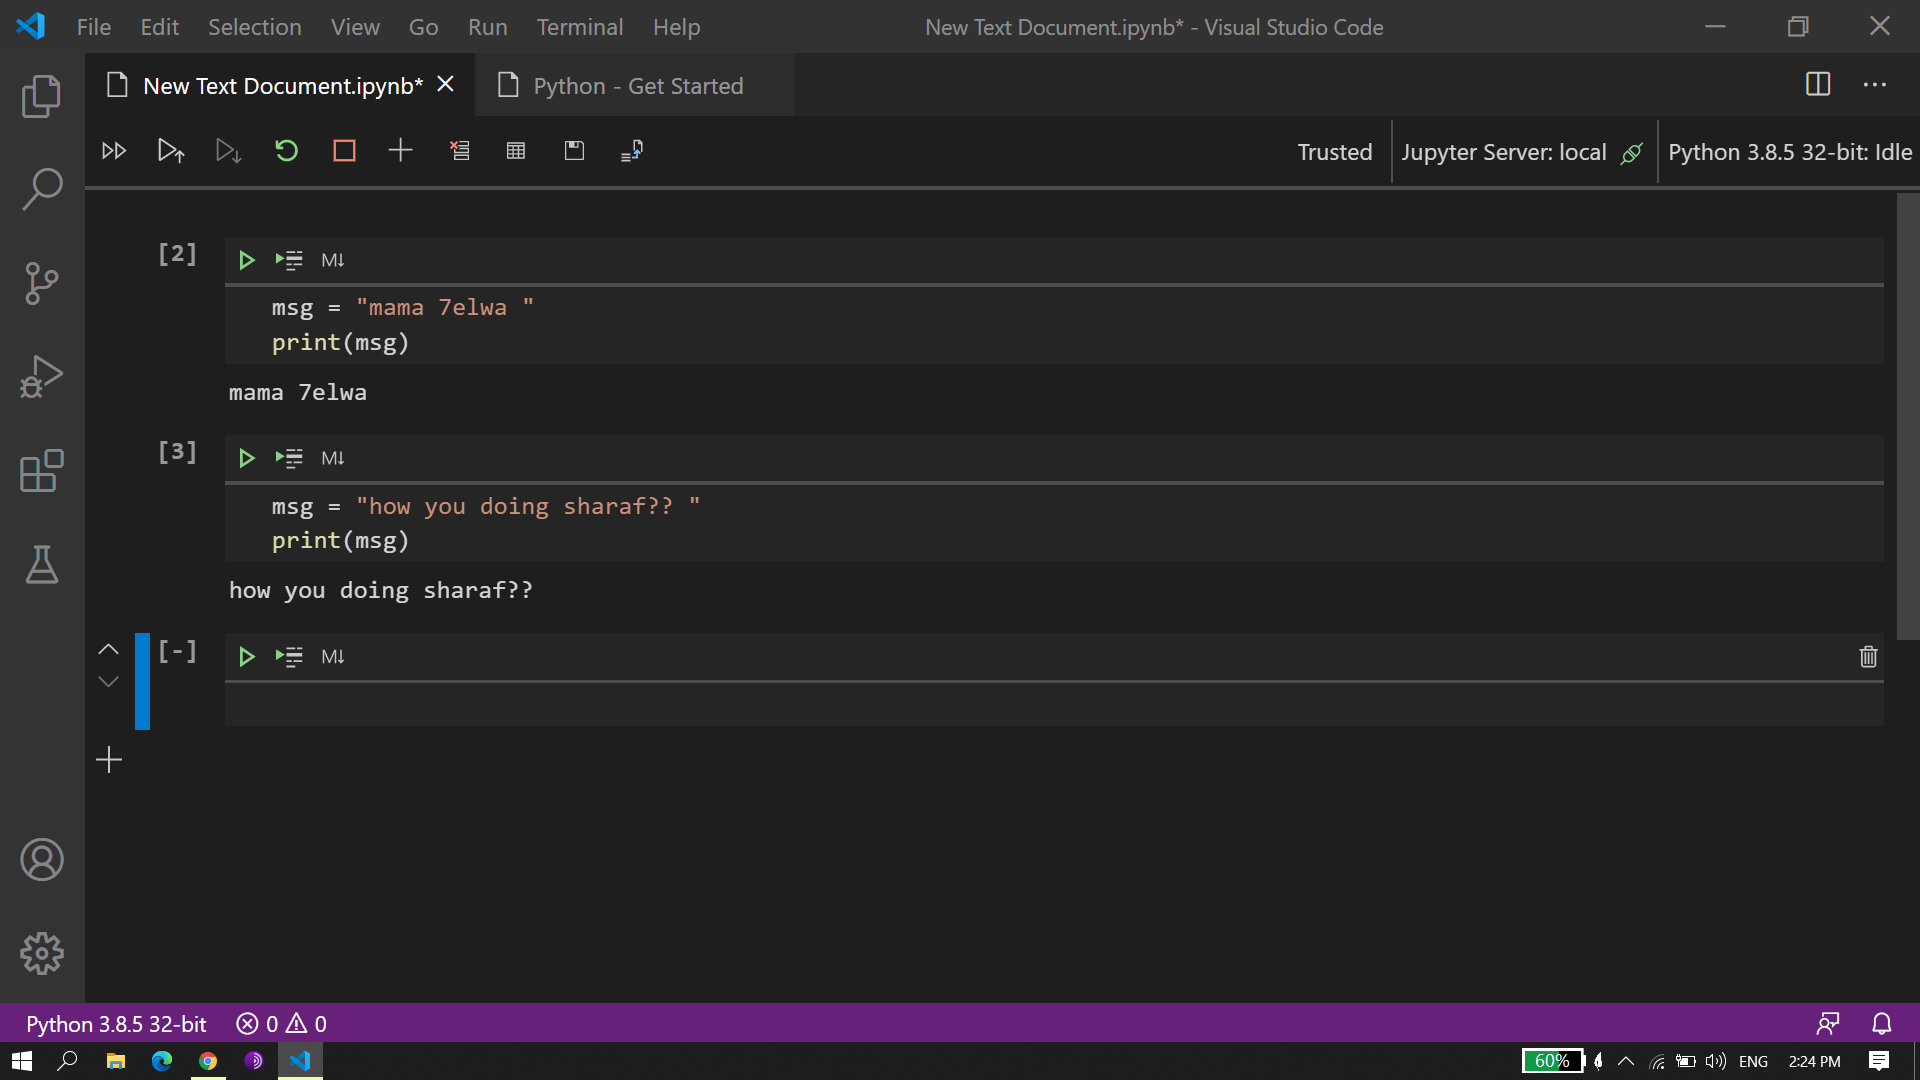 File Edit Selection View Go Run Terminal Help New Text Document.ipynb* - Visual Studio Code
New Text Document.ipynb* Python - Get Started
Trusted Jupyter Server: local Python 3.8.5 32-bit: Idle
[2] M↓
msg = "mama 7elwa "
print(msg)
mama 7elwa
[3] M↓
msg = "how you doing sharaf?? "
print(msg)
how you doing sharaf??
[-] M↓
Python 3.8.5 32-bit 0 0
60% ENG 2:24 PM